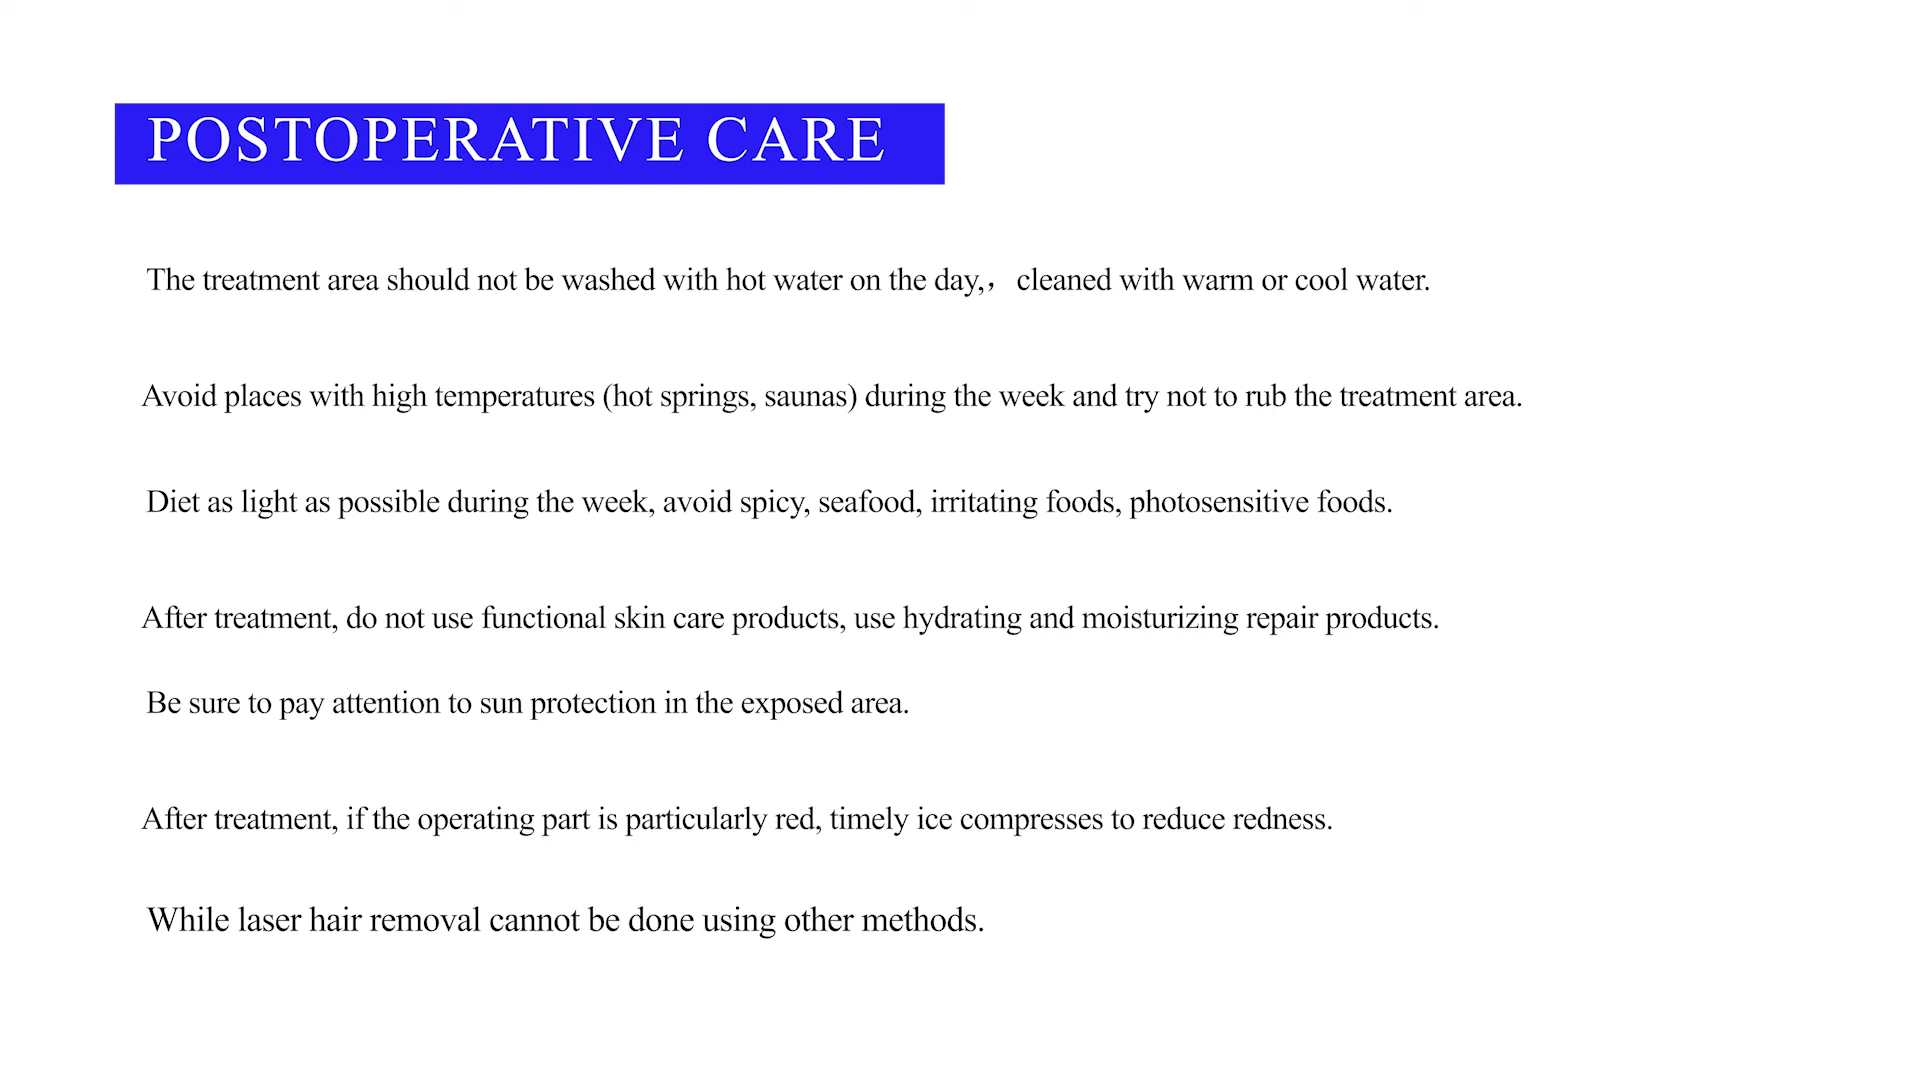 POSTOPERATIVE CARE
The treatment area should not be washed with hot water on the day,， cleaned with warm or cool water.
Avoid places with high temperatures (hot springs, saunas) during the week and try not to rub the treatment area.
Diet as light as possible during the week, avoid spicy, seafood, irritating foods, photosensitive foods.
After treatment, do not use functional skin care products, use hydrating and moisturizing repair products.
Be sure to pay attention to sun protection in the exposed area.
After treatment, if the operating part is particularly red, timely ice compresses to reduce redness.
While laser hair removal cannot be done using other methods.